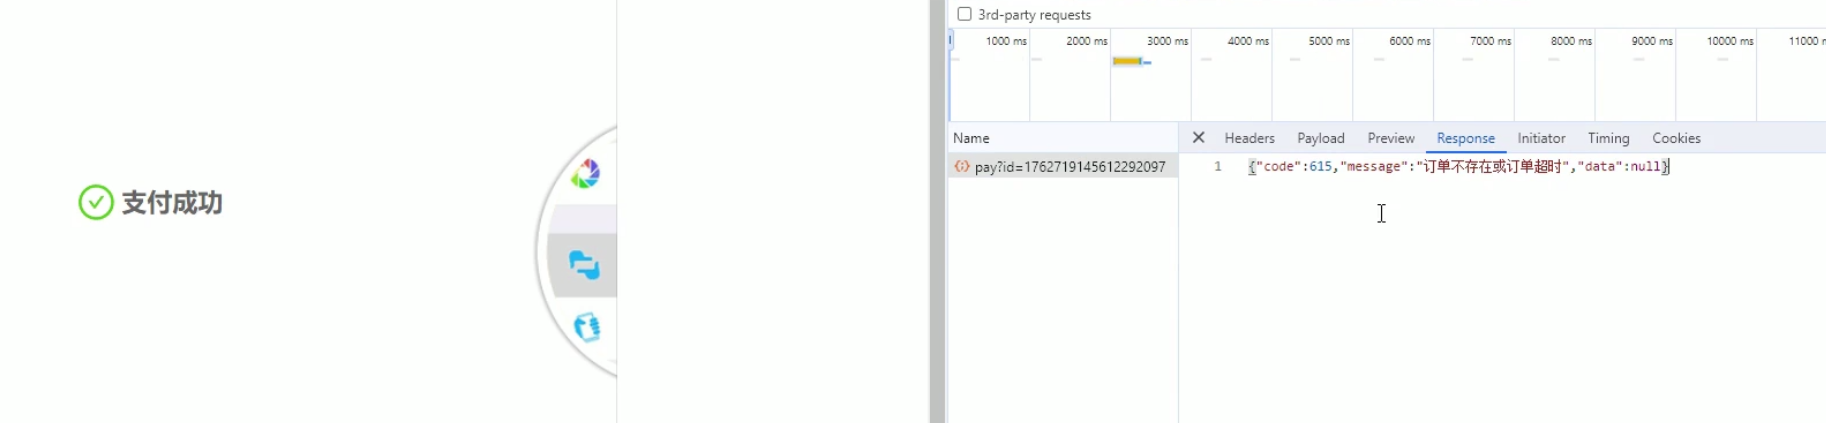 支付成功
3rd-party requests
1000 ms 2000 ms 3000 ms 4000 ms 5000 ms 6000 ms 7000 ms 8000 ms 9000 ms 10000 ms 11000
Name
Headers Payload Preview Response Initiator Timing Cookies
pay?id=1762719145612292097
1 {"code":615,"message":"订单不存在或订单超时","data":null}